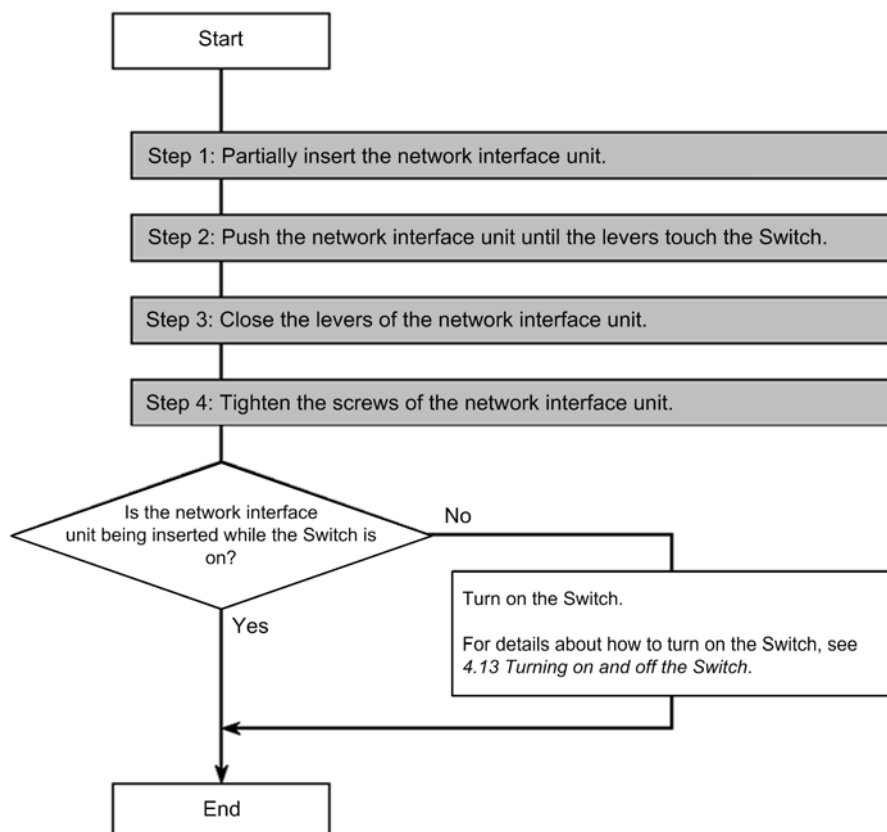 Start
Step 1: Partially insert the network interface unit.
Step 2: Push the network interface unit until the levers touch the Switch.
Step 3: Close the levers of the network interface unit.
Step 4: Tighten the screws of the network interface unit.
Is the network interface
unit being inserted while the Switch is
on?
No
Yes
Turn on the Switch.
For details about how to turn on the Switch, see
4.13 Turning on and off the Switch.
End